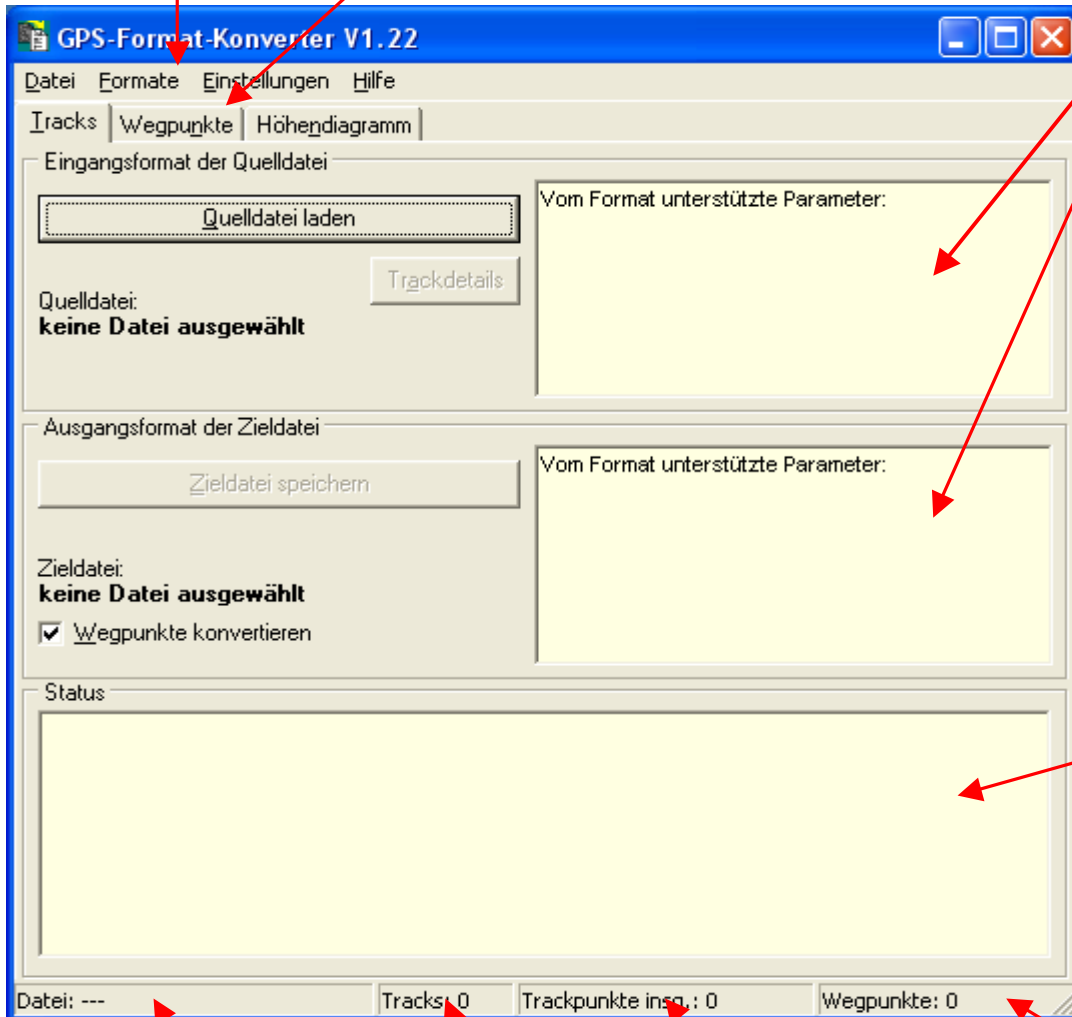 GPS-Format-Konverter V1.22
Datei Formate Einstellungen Hilfe
Tracks Wegpunkte Höhendiagramm
Eingangsformat der Quelldatei
Quelldatei laden
Vom Format unterstützte Parameter:
Trackdetails
Quelldatei:
keine Datei ausgewählt
Ausgangsformat der Zieldatei
Zieldatei speichern
Vom Format unterstützte Parameter:
Zieldatei:
keine Datei ausgewählt
Wegpunkte konvertieren
Status
Datei: --- Tracks: 0 Trackpunkte insg.: 0 Wegpunkte: 0